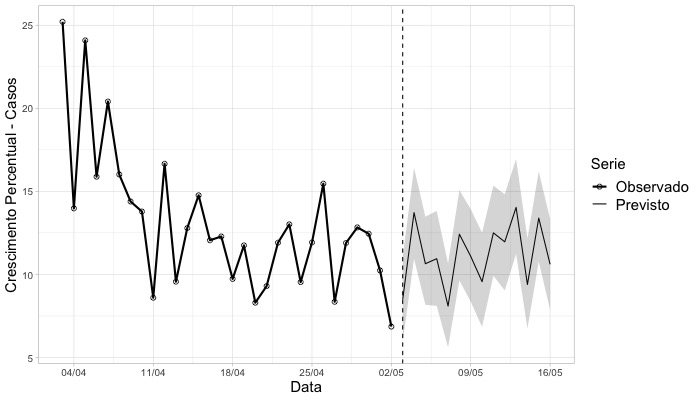 Crescimento Percentual - Casos
25
20
15
10
5
04/04
11/04
18/04
25/04
02/05
09/05
16/05
Data
Serie
Observado
Previsto